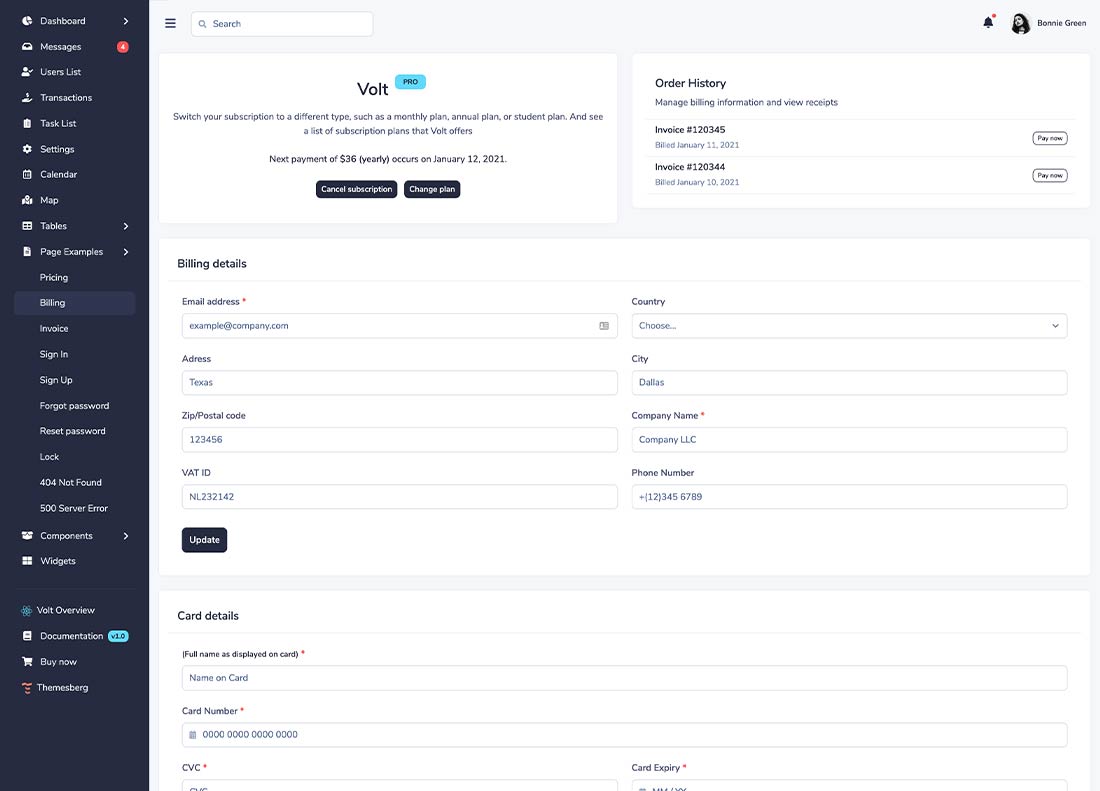 Dashboard
Messages 4
Users List
Transactions
Task List
Settings
Calendar
Map
Tables
Page Examples
Pricing
Billing
Invoice
Sign In
Sign Up
Forgot password
Reset password
Lock
404 Not Found
500 Server Error
Components
Widgets
Volt Overview
Documentation v1.0
Buy now
Themesberg
Search
Bonnie Green
Volt PRO
Switch your subscription to a different type, such as a monthly plan, annual plan, or student plan. And see
a list of subscription plans that Volt offers
Next payment of $36 (yearly) occurs on January 12, 2021.
Cancel subscription Change plan
Order History
Manage billing information and view receipts
Invoice #120345
Billed January 11, 2021
Pay now
Invoice #120344
Billed January 10, 2021
Pay now
Billing details
Email address *
example@company.com
Country
Choose...
Adress
Texas
City
Dallas
Zip/Postal code
123456
Company Name *
Company LLC
VAT ID
NL232142
Phone Number
+(12)345 6789
Update
Card details
(Full name as displayed on card) *
Name on Card
Card Number *
0000 0000 0000 0000
CVC *
CVC
Card Expiry *
MM / YY